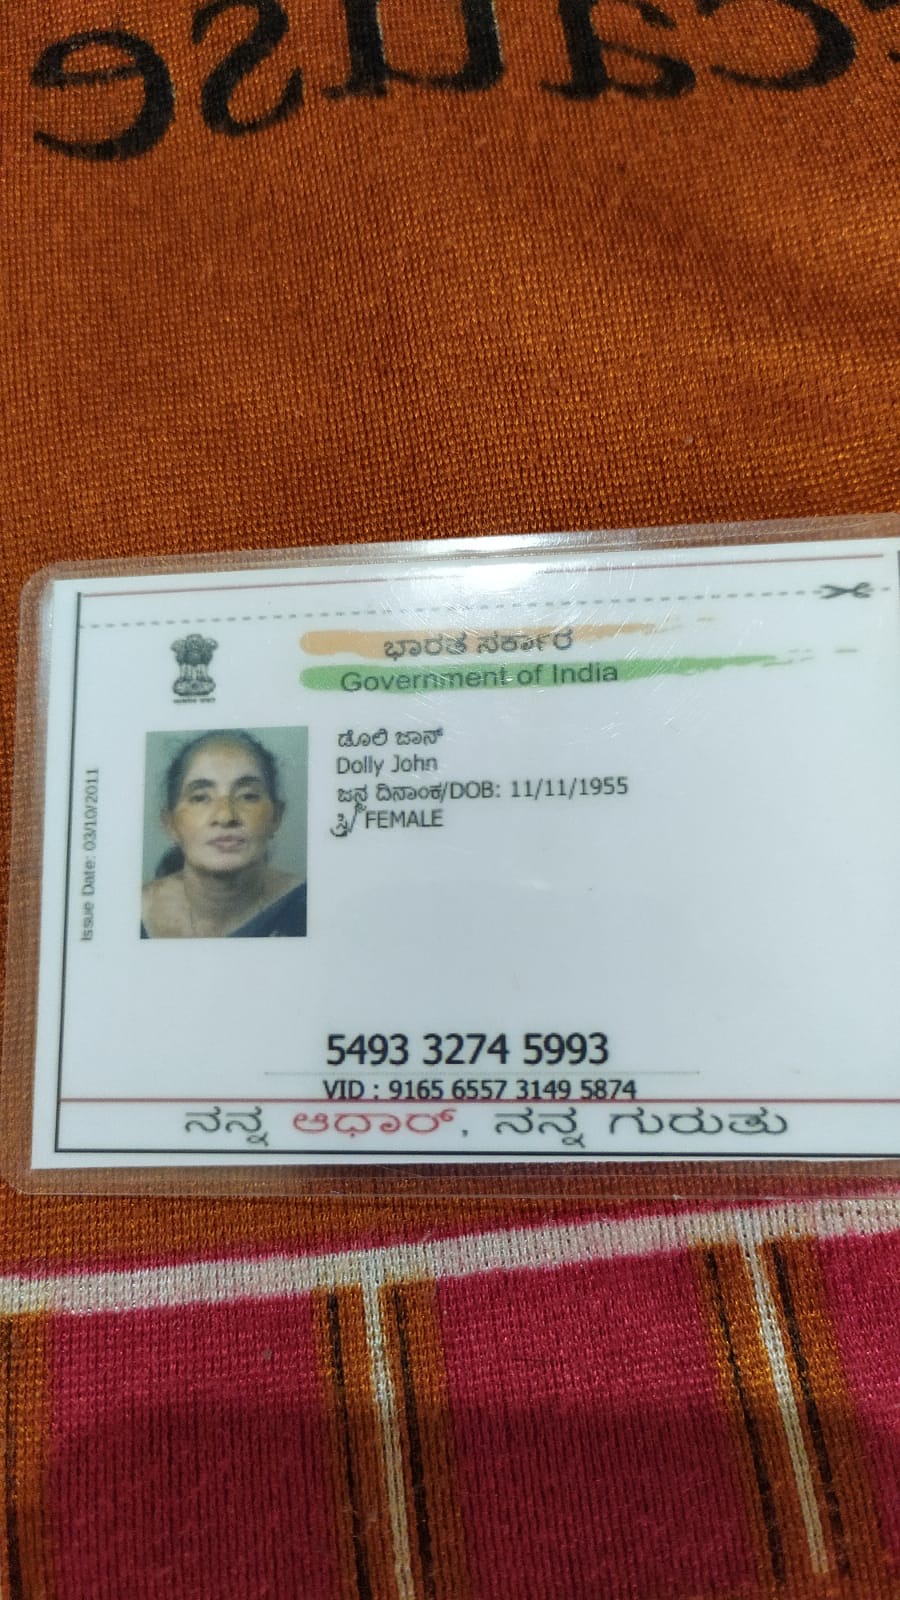 because
ಭಾರತ ಸರ್ಕಾರ
Government of India
ಡೊಲಿ ಜಾನ್
Dolly John
ಜನ್ಮ ದಿನಾಂಕ/DOB: 11/11/1955
ಸ್ತ್ರೀ/ FEMALE
Issue Date: 03/10/2011
5493 3274 5993
VID : 9165 6557 3149 5874
ನನ್ನ ಆಧಾರ್, ನನ್ನ ಗುರುತು